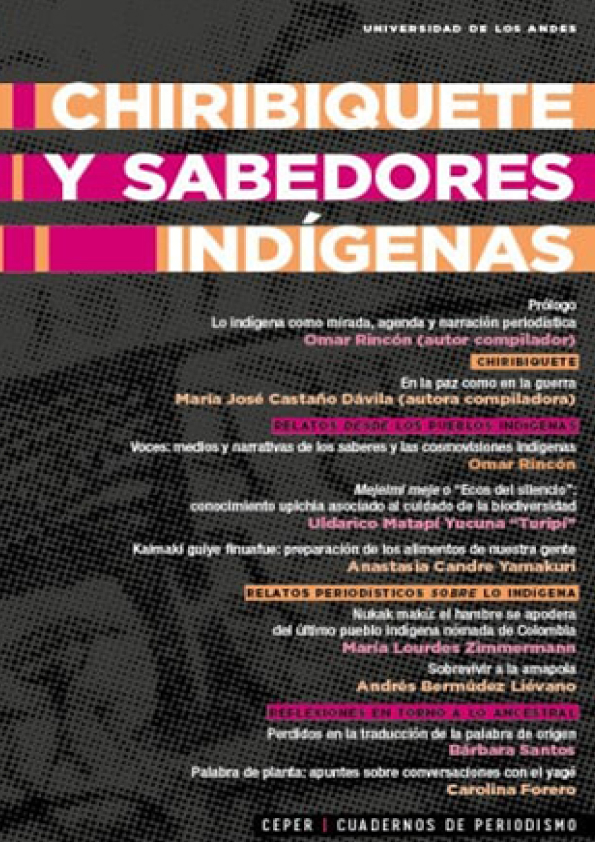 UNIVERSIDAD DE LOS ANDES
CHIRIBIQUETE
Y SABEDORES
INDÍGENAS
Prólogo
Lo indígena como mirada, agenda y narración periodística
Omar Rincón (autor compilador)
CHIRIBIQUETE
En la paz como en la guerra
María José Castaño Dávila (autora compiladora)
RELATOS DESDE LOS PUEBLOS INDÍGENAS
Voces: medios y narrativas de los saberes y las cosmovisiones indígenas
Omar Rincón
Mejeimi meje o “Ecos del silencio”:
conocimiento upichia asociado al cuidado de la biodiversidad
Uldarico Matapí Yucuna “Turipí”
Kaimaki guiye finuafue: preparación de los alimentos de nuestra gente
Anastasia Candre Yamakuri
RELATOS PERIODÍSTICOS SOBRE LO INDÍGENA
Nukak makú: el hambre se apodera
del último pueblo indígena nómada de Colombia
María Lourdes Zimmermann
Sobrevivir a la amapola
Andrés Bermúdez Liévano
REFLEXIONES EN TORNO A LO ANCESTRAL
Perdidos en la traducción de la palabra de origen
Bárbara Santos
Palabra de planta: apuntes sobre conversaciones con el yagé
Carolina Forero
CEPER | CUADERNOS DE PERIODISMO